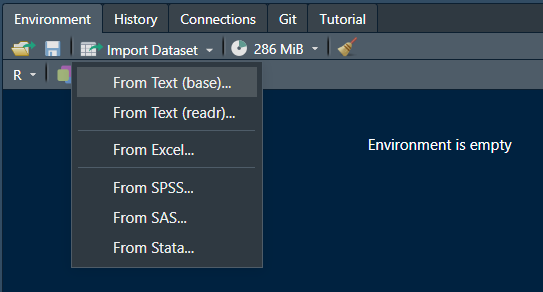 Environment History Connections Git Tutorial
Import Dataset 286 MiB
R
From Text (base)...
From Text (readr)...
From Excel...
Environment is empty
From SPSS...
From SAS...
From Stata...